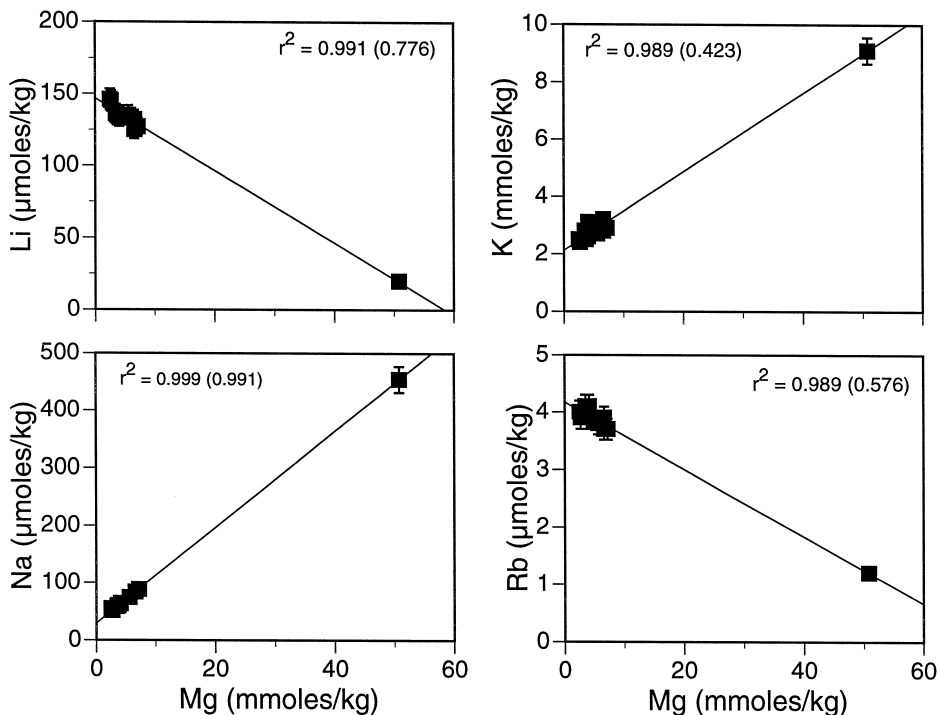 200
150
100
50
0
Li (µmoles/kg)
r² = 0.991 (0.776)
10
8
6
4
2
0
K (mmoles/kg)
r² = 0.989 (0.423)
500
400
300
200
100
0
Na (µmoles/kg)
r² = 0.999 (0.991)
0 20 40 60
Mg (mmoles/kg)
5
4
3
2
1
0
Rb (µmoles/kg)
r² = 0.989 (0.576)
0 20 40 60
Mg (mmoles/kg)